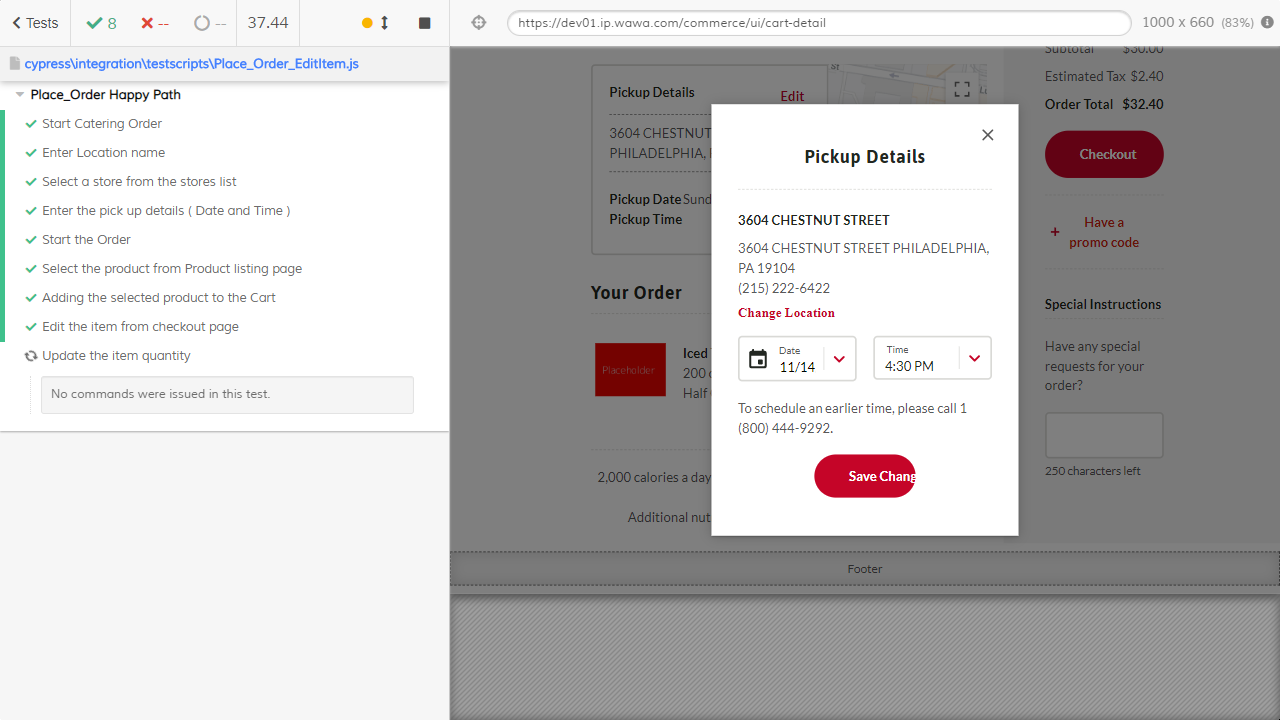 Tests
8
--
--
37.44
https://dev01.ip.wawa.com/commerce/ui/cart-detail
1000 x 660 (83%)
cypress\integration\testscripts\Place_Order_EditItem.js
Place_Order Happy Path
Start Catering Order
Enter Location name
Select a store from the stores list
Enter the pick up details ( Date and Time )
Start the Order
Select the product from Product listing page
Adding the selected product to the Cart
Edit the item from checkout page
Update the item quantity
No commands were issued in this test.
Pickup Details
Edit
3604 CHESTNUT
PHILADELPHIA,
Pickup Date Sund
Pickup Time
Your Order
Placeholder
Iced
200
Half
2,000 calories a day
Additional nut
St
Pickup Details
3604 CHESTNUT STREET
3604 CHESTNUT STREET PHILADELPHIA,
PA 19104
(215) 222-6422
Change Location
Date
11/14
Time
4:30 PM
To schedule an earlier time, please call 1
(800) 444-9292.
Save Chang
Subtotal $30.00
Estimated Tax $2.40
Order Total $32.40
Checkout
+ Have a
promo code
Special Instructions
Have any special
requests for your
order?
250 characters left
Footer